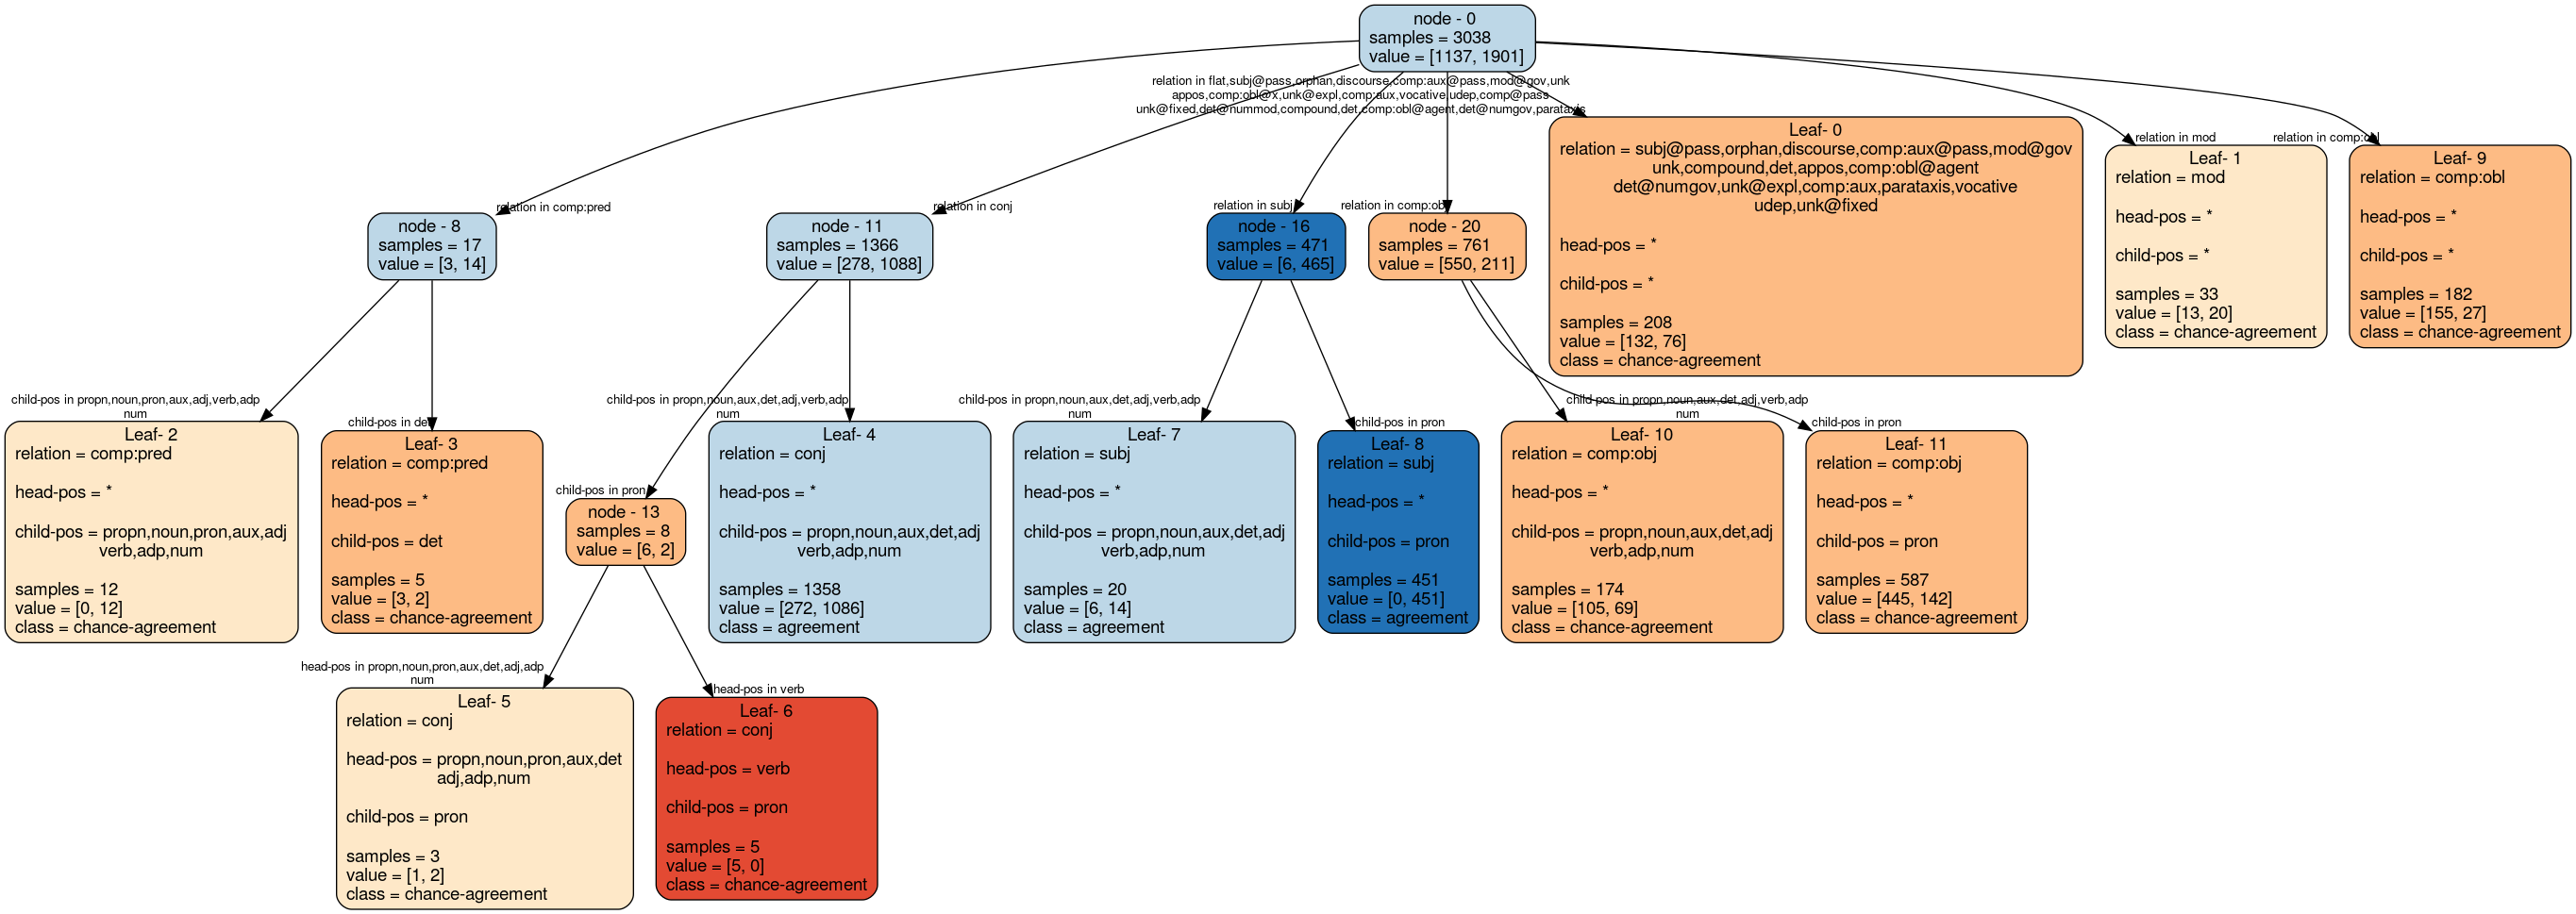 node - 0
samples = 3038
value = [1137, 1901]
relation in flat,subj@pass,orphan,discourse,comp:aux@pass,mod@gov,unk
appos,comp:obl@x,unk@expl,comp:aux,vocative,udep,comp@pass
unk@fixed,det@nummod,compound,det,comp:obl@agent,det@numgov,parataxis
relation in comp:pred
relation in conj
relation in subj
relation in comp:obj
relation in mod
relation in comp:obl
node - 8
samples = 17
value = [3, 14]
node - 11
samples = 1366
value = [278, 1088]
node - 16
samples = 471
value = [6, 465]
node - 20
samples = 761
value = [550, 211]
Leaf- 0
relation = subj@pass,orphan,discourse,comp:aux@pass,mod@gov
unk,compound,det,appos,comp:obl@agent
det@numgov,unk@expl,comp:aux,parataxis,vocative
udep,unk@fixed
head-pos = *
child-pos = *
samples = 208
value = [132, 76]
class = chance-agreement
Leaf- 1
relation = mod
head-pos = *
child-pos = *
samples = 33
value = [13, 20]
class = chance-agreement
Leaf- 9
relation = comp:obl
head-pos = *
child-pos = *
samples = 182
value = [155, 27]
class = chance-agreement
child-pos in propn,noun,pron,aux,adj,verb,adp
num
child-pos in det
child-pos in pron
child-pos in propn,noun,aux,det,adj,verb,adp
num
child-pos in propn,noun,aux,det,adj,verb,adp
num
child-pos in pron
child-pos in propn,noun,aux,det,adj,verb,adp
num
child-pos in pron
Leaf- 2
relation = comp:pred
head-pos = *
child-pos = propn,noun,pron,aux,adj
verb,adp,num
samples = 12
value = [0, 12]
class = chance-agreement
Leaf- 3
relation = comp:pred
head-pos = *
child-pos = det
samples = 5
value = [3, 2]
class = chance-agreement
node - 13
samples = 8
value = [6, 2]
Leaf- 4
relation = conj
head-pos = *
child-pos = propn,noun,aux,det,adj
verb,adp,num
samples = 1358
value = [272, 1086]
class = agreement
Leaf- 7
relation = subj
head-pos = *
child-pos = propn,noun,aux,det,adj
verb,adp,num
samples = 20
value = [6, 14]
class = agreement
Leaf- 8
relation = subj
head-pos = *
child-pos = pron
samples = 451
value = [0, 451]
class = agreement
Leaf- 10
relation = comp:obj
head-pos = *
child-pos = propn,noun,aux,det,adj
verb,adp,num
samples = 174
value = [105, 69]
class = chance-agreement
Leaf- 11
relation = comp:obj
head-pos = *
child-pos = pron
samples = 587
value = [445, 142]
class = chance-agreement
head-pos in propn,noun,pron,aux,det,adj,adp
num
head-pos in verb
Leaf- 5
relation = conj
head-pos = propn,noun,pron,aux,det
adj,adp,num
child-pos = pron
samples = 3
value = [1, 2]
class = chance-agreement
Leaf- 6
relation = conj
head-pos = verb
child-pos = pron
samples = 5
value = [5, 0]
class = chance-agreement